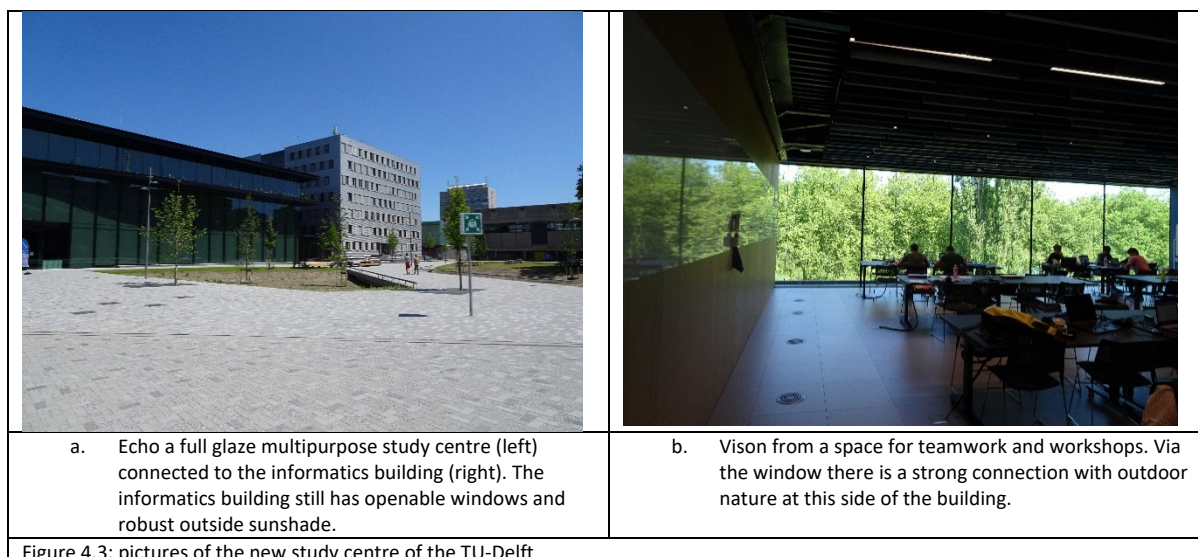 a. Echo a full glaze multipurpose study centre (left)
connected to the informatics building (right). The
informatics building still has openable windows and
robust outside sunshade.
b. Vison from a space for teamwork and workshops. Via
the window there is a strong connection with outdoor
nature at this side of the building.
Figure 4.3: pictures of the new study centre of the TU-Delft